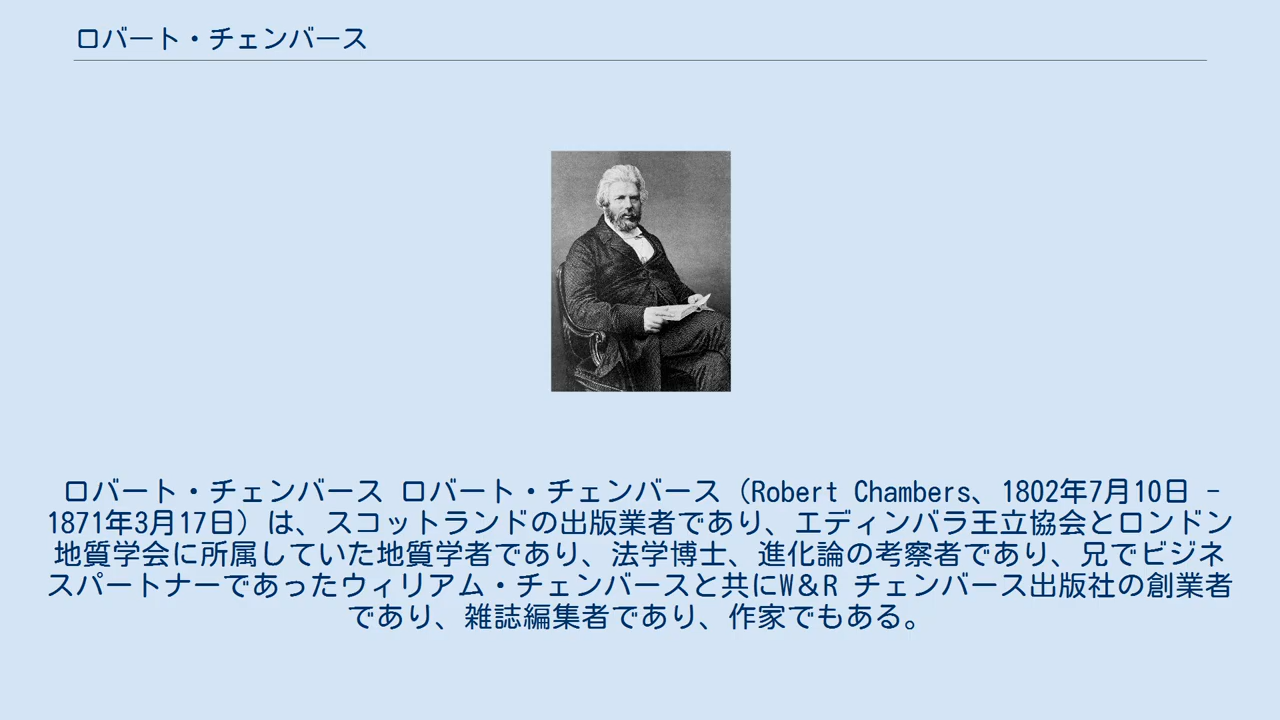 ロバート・チェンバース
ロバート・チェンバース ロバート・チェンバース（Robert Chambers、1802年7月10日 -
1871年3月17日）は、スコットランドの出版業者であり、エディンバラ王立協会とロンドン
地質学会に所属していた地質学者であり、法学博士、進化論の考察者であり、兄でビジネ
スパートナーであったウィリアム・チェンバースと共にW＆R チェンバース出版社の創業者
であり、雑誌編集者であり、作家でもある。